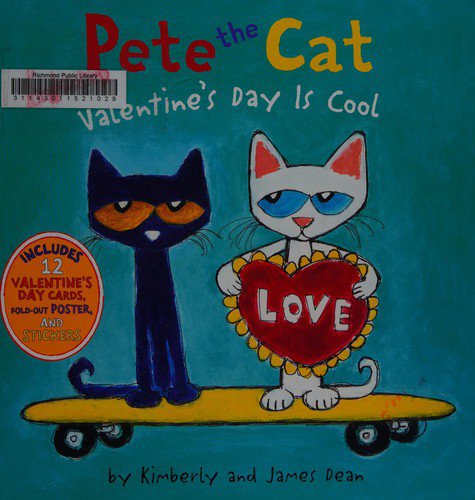 Pete the Cat
Richmond Public Library
31143011521029
Valentine's Day Is Cool
INCLUDES
12
VALENTINE'S
DAY CARDS,
FOLD-OUT POSTER,
AND
STICKERS
LOVE
by Kimberly and James Dean